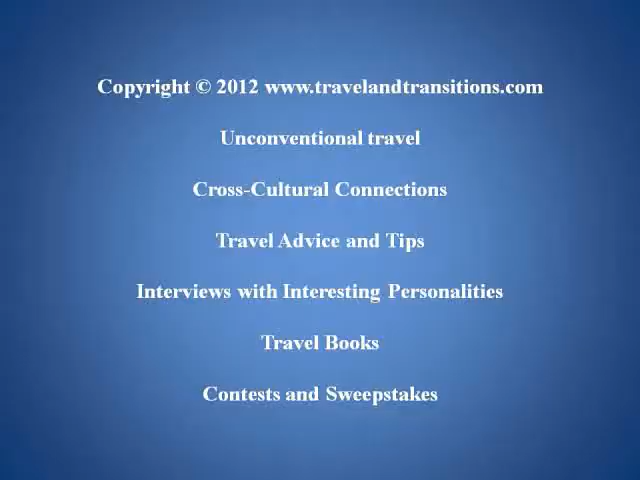 Copyright © 2012 www.travelandtransitions.com
Unconventional travel
Cross-Cultural Connections
Travel Advice and Tips
Interviews with Interesting Personalities
Travel Books
Contests and Sweepstakes